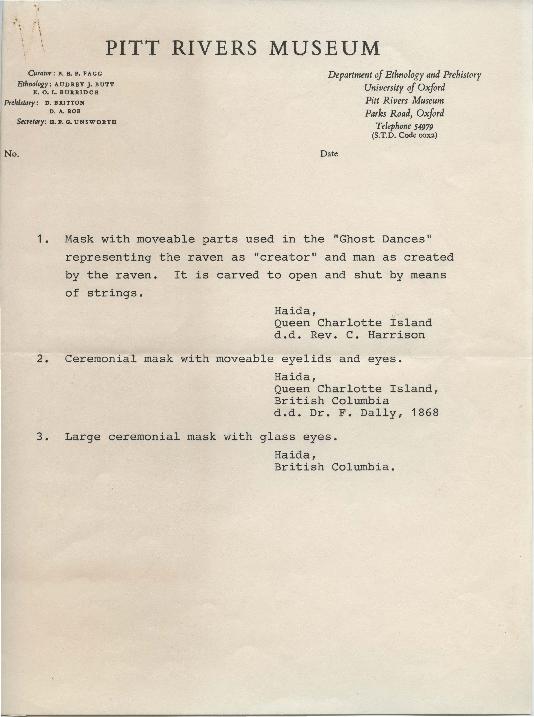 PITT RIVERS MUSEUM
Curator: B. E. B. FAGG
Ethnology: AUDREY J. BUTT
K. O. L. BURRIDGE
Prehistory: D. BRITTON
D. A. ROE
Secretary: H. P. G. UNSWORTH
Department of Ethnology and Prehistory
University of Oxford
Pitt Rivers Museum
Parks Road, Oxford
Telephone 54979
(S.T.D. Code 0OX2)
No.
Date
1. Mask with moveable parts used in the "Ghost Dances"
representing the raven as "creator" and man as created
by the raven. It is carved to open and shut by means
of strings.
Haida,
Queen Charlotte Island
d.d. Rev. C. Harrison
2. Ceremonial mask with moveable eyelids and eyes.
Haida,
Queen Charlotte Island,
British Columbia
d.d. Dr. F. Dally, 1868
3. Large ceremonial mask with glass eyes.
Haida,
British Columbia.